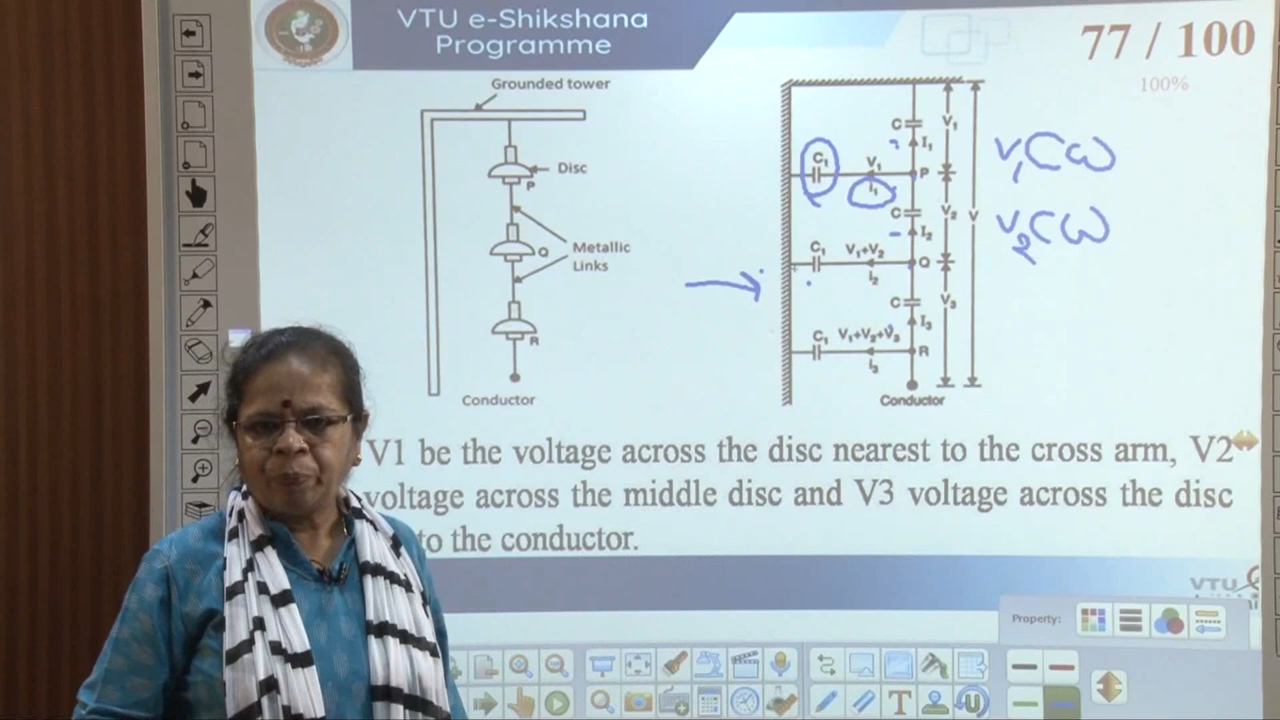 VTU e-Shikshana
Programme
77 / 100
100%
Grounded tower
Disc
P
Metallic
Links
Q
R
Conductor
C
I1
V1
C1
V1
i1
P
V1Cω
C
I2
V2
V
V2Cω
C1
V1+V2
i2
Q
C
I3
V3
C1
V1+V2+V3
i3
R
Conductor
V1 be the voltage across the disc nearest to the cross arm, V2
voltage across the middle disc and V3 voltage across the disc
to the conductor.
VTU
Property: